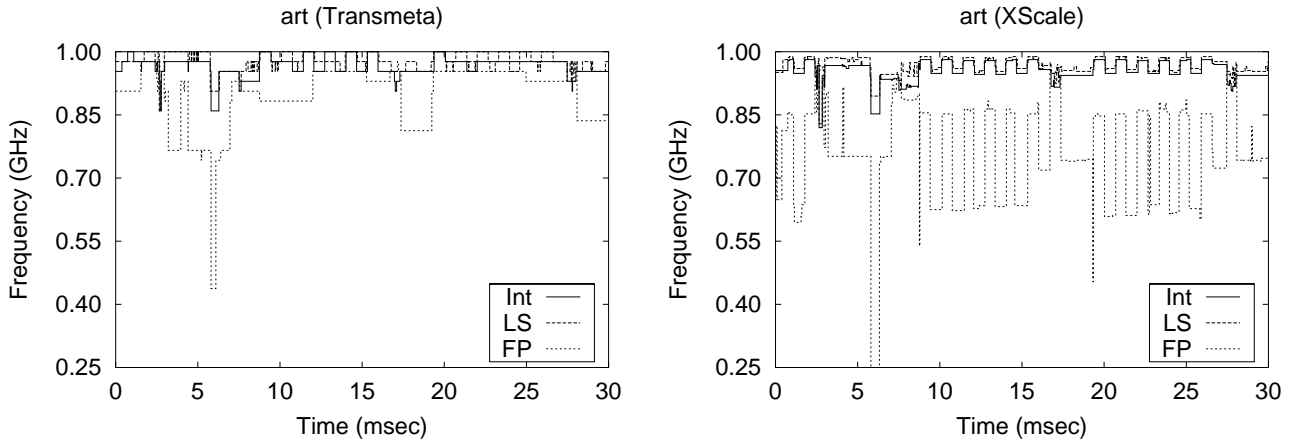 art (Transmeta)
Frequency (GHz)
1.00
0.85
0.70
0.55
0.40
0.25
Int
LS
FP
0 5 10 15 20 25 30
Time (msec)
art (XScale)
Frequency (GHz)
1.00
0.85
0.70
0.55
0.40
0.25
Int
LS
FP
0 5 10 15 20 25 30
Time (msec)